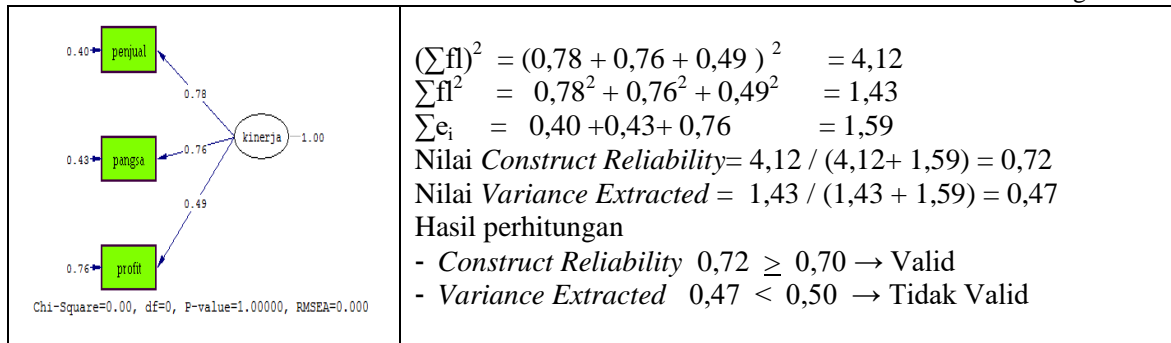 0.40
penjual
0.78
kinerja
1.00
0.43
pangsa
0.76
0.49
0.76
profit
Chi-Square=0.00, df=0, P-value=1.00000, RMSEA=0.000
(∑fl)² = (0,78 + 0,76 + 0,49 ) ² = 4,12
∑fl² = 0,78² + 0,76² + 0,49² = 1,43
∑eᵢ = 0,40 +0,43+ 0,76 = 1,59
Nilai Construct Reliability= 4,12 / (4,12+ 1,59) = 0,72
Nilai Variance Extracted = 1,43 / (1,43 + 1,59) = 0,47
Hasil perhitungan
- Construct Reliability 0,72 ≥ 0,70 → Valid
- Variance Extracted 0,47 < 0,50 → Tidak Valid